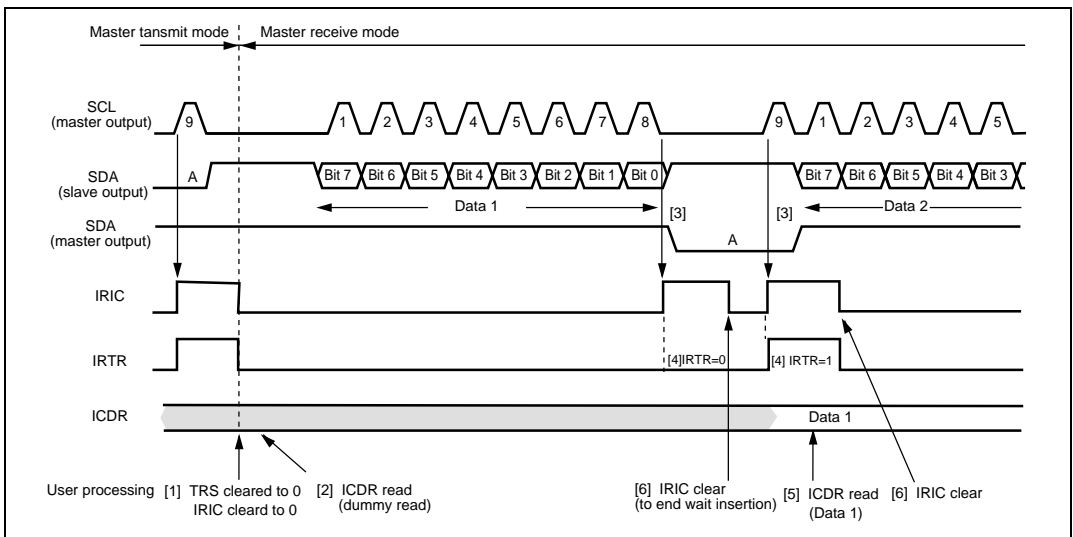 Master tansmit mode Master receive mode
SCL
(master output)
9 1 2 3 4 5 6 7 8 9 1 2 3 4 5
SDA
(slave output)
A Bit 7 Bit 6 Bit 5 Bit 4 Bit 3 Bit 2 Bit 1 Bit 0 Bit 7 Bit 6 Bit 5 Bit 4 Bit 3
Data 1 [3] [3] Data 2
SDA
(master output)
A
IRIC
IRTR
[4]IRTR=0 [4] IRTR=1
ICDR
Data 1
User processing [1] TRS cleared to 0
IRIC cleard to 0
[2] ICDR read
(dummy read)
[6] IRIC clear
(to end wait insertion)
[5] ICDR read
(Data 1)
[6] IRIC clear